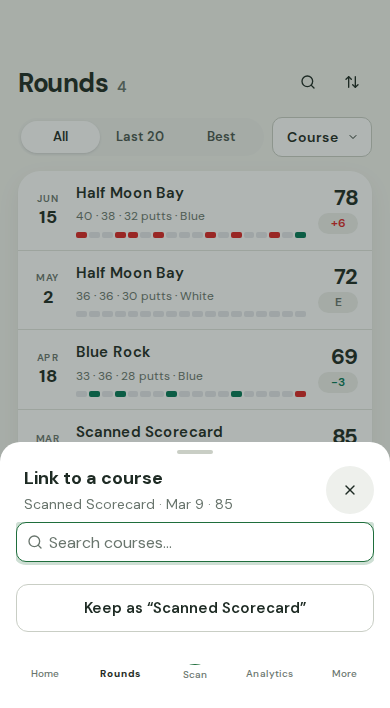 Rounds 4
All Last 20 Best Course
JUN
15
Half Moon Bay
40 · 38 · 32 putts · Blue
78
+6
MAY
2
Half Moon Bay
36 · 36 · 30 putts · White
72
E
APR
18
Blue Rock
33 · 36 · 28 putts · Blue
69
−3
MAR
Scanned Scorecard
85
Link to a course
Scanned Scorecard · Mar 9 · 85
Search courses...
Keep as “Scanned Scorecard”
Home Rounds Scan Analytics More